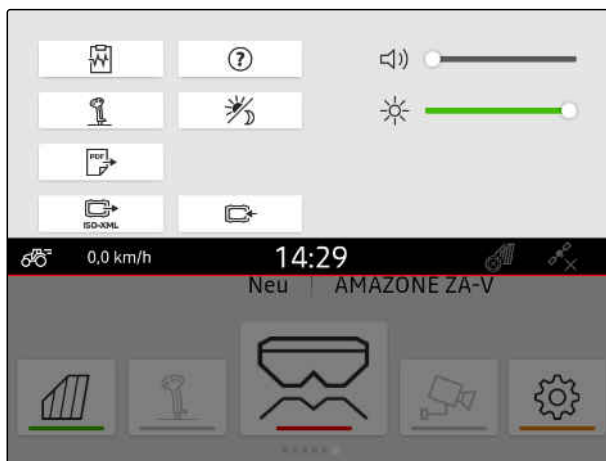 ?
PDF
ISO-XML
0,0 km/h
14:29
Neu | AMAZONE ZA-V